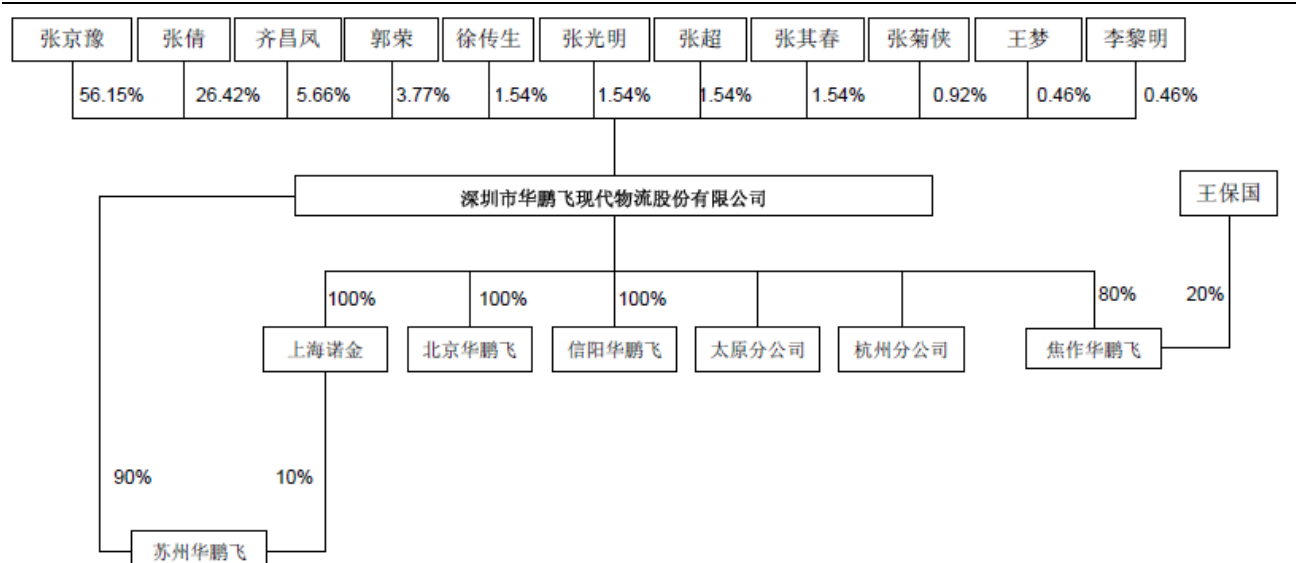 张京豫 张倩 齐昌凤 郭荣 徐传生 张光明 张超 张其春 张菊侠 王梦 李黎明
56.15% 26.42% 5.66% 3.77% 1.54% 1.54% 1.54% 1.54% 0.92% 0.46% 0.46%
深圳市华鹏飞现代物流股份有限公司 王保国
100% 100% 100% 80% 20%
上海诺金 北京华鹏飞 信阳华鹏飞 太原分公司 杭州分公司 焦作华鹏飞
90% 10%
苏州华鹏飞